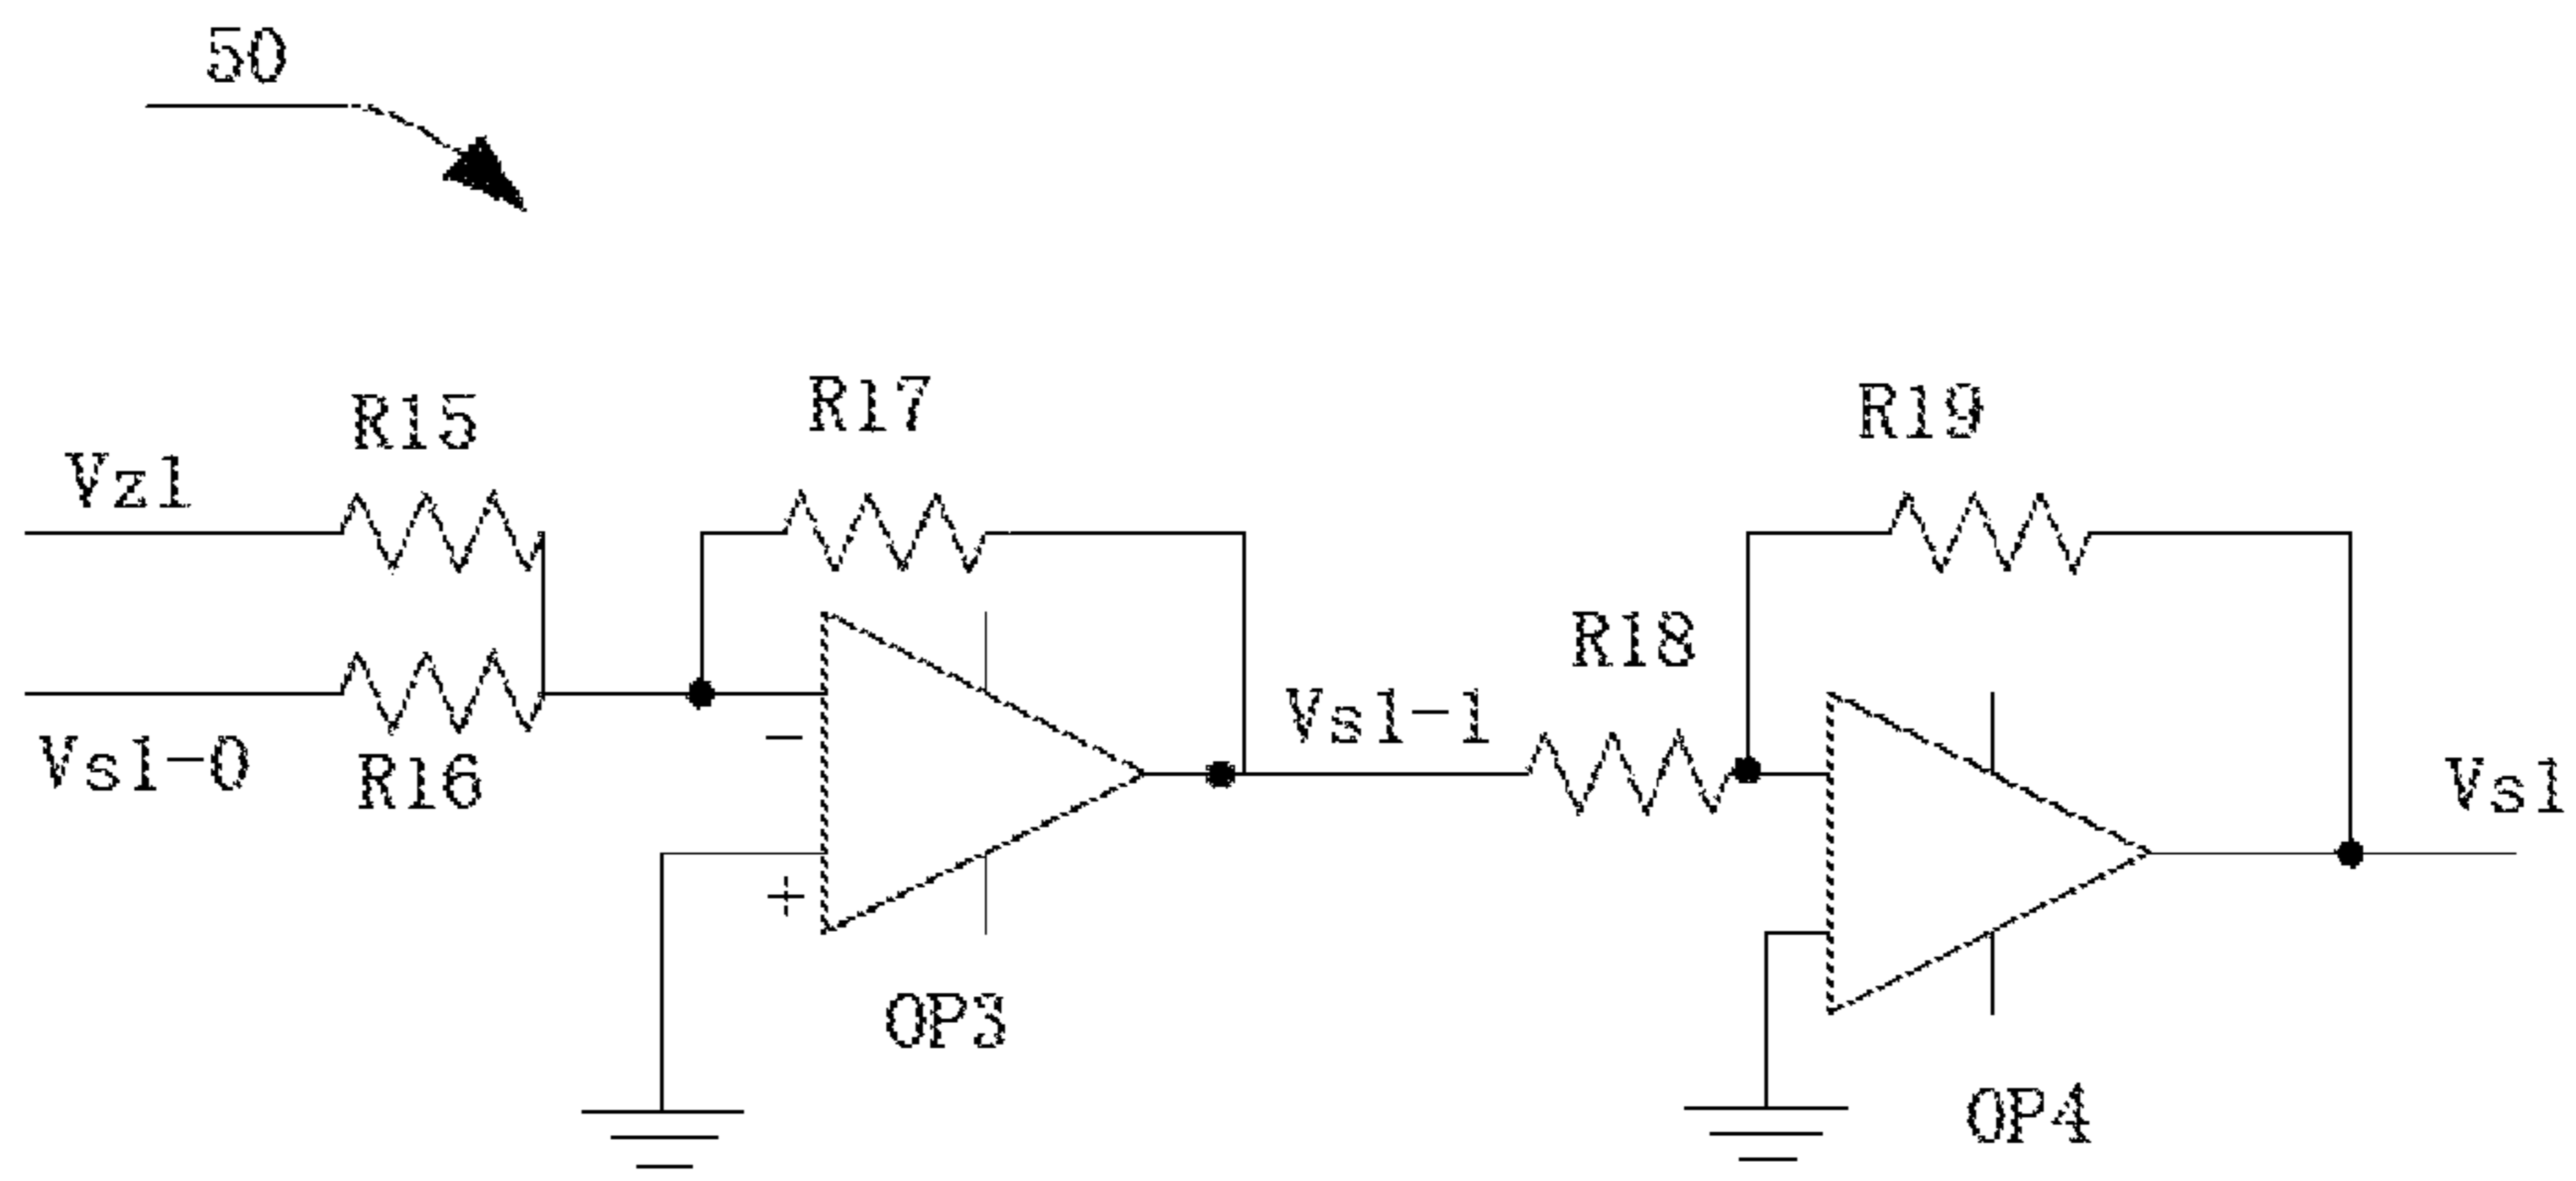 50
R15
R17
R19
Vz1
R18
Vs1-0
R16
-
Vs1-1
Vs1
+
OP3
OP4